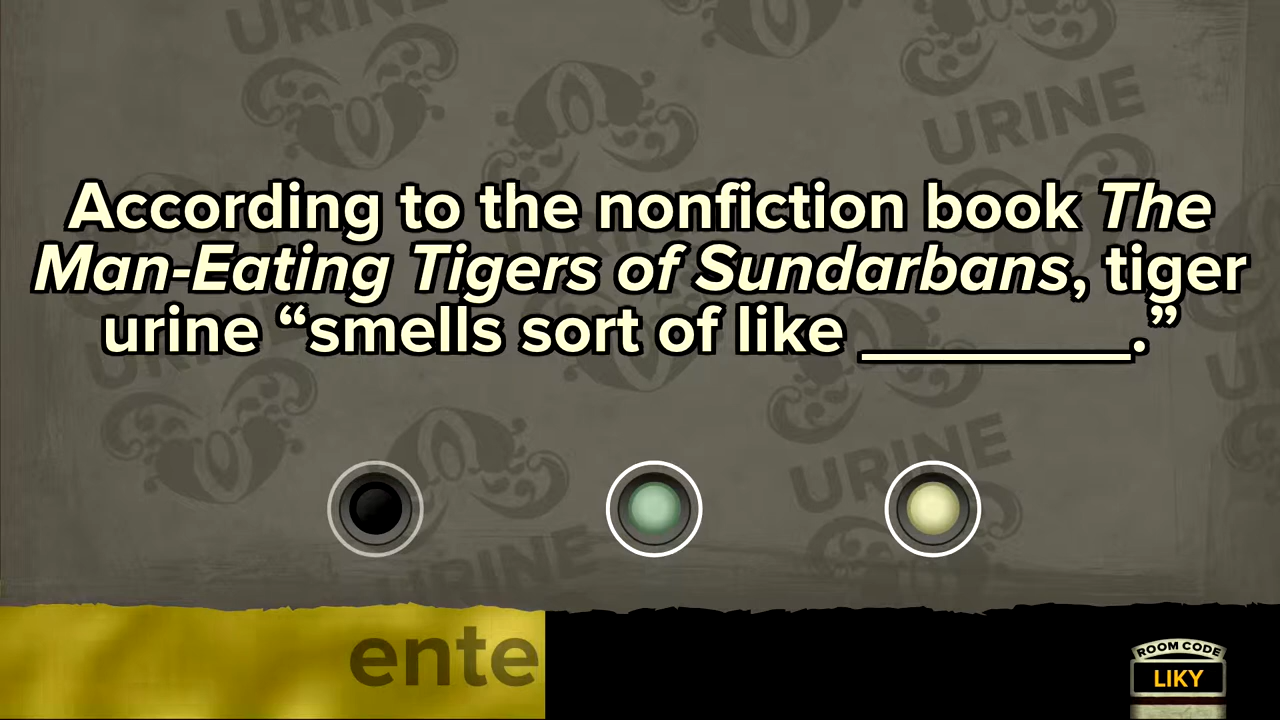 URINE
URINE
According to the nonfiction book The
Man-Eating Tigers of Sundarbans, tiger
urine “smells sort of like ________.”
URINE
URINE
ente
ROOM CODE
LIKY